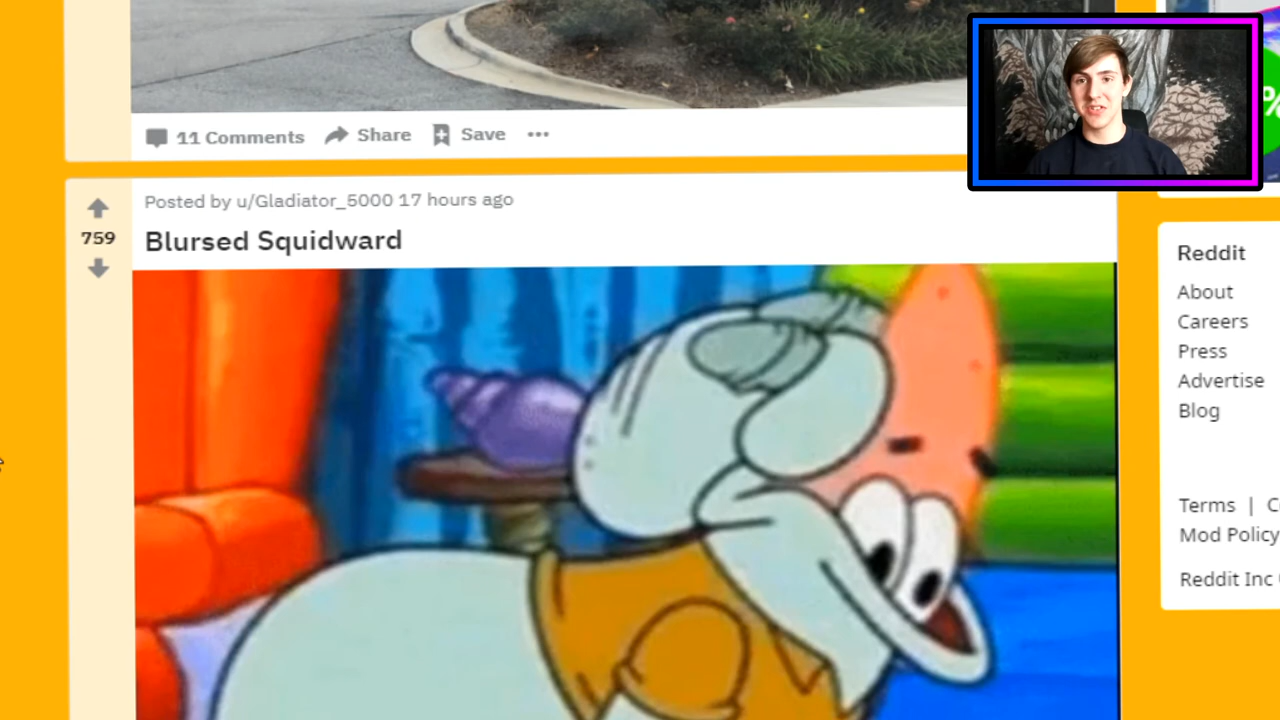 11 Comments Share Save
Posted by u/Gladiator_5000 17 hours ago
759
Blursed Squidward
Reddit
About
Careers
Press
Advertise
Blog
Terms |
Mod Policy
Reddit Inc
%